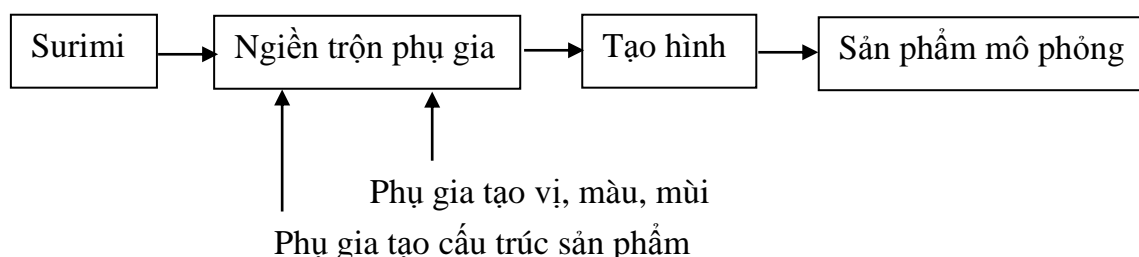 Surimi
Ngiền trộn phụ gia
Tạo hình
Sản phẩm mô phỏng
Phụ gia tạo vị, màu, mùi
Phụ gia tạo cấu trúc sản phẩm